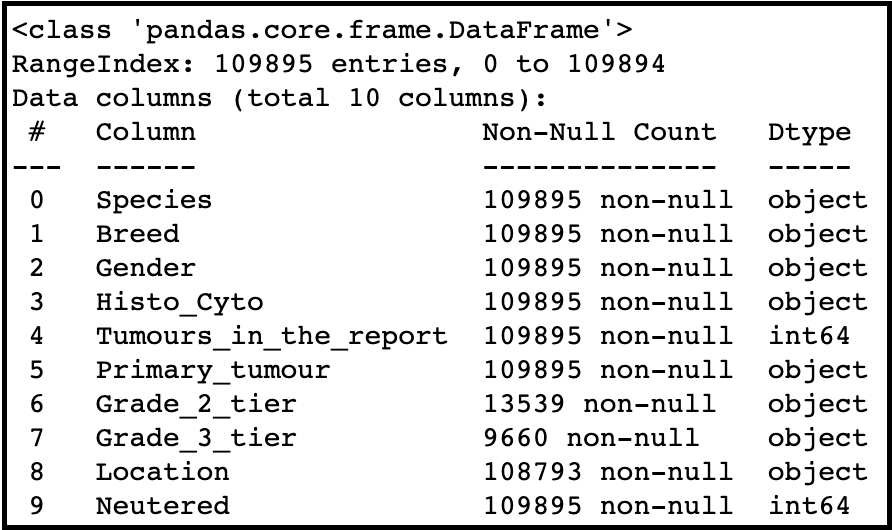 <class 'pandas.core.frame.DataFrame'>
RangeIndex: 109895 entries, 0 to 109894
Data columns (total 10 columns):
 #   Column                 Non-Null Count   Dtype
---  ------                 --------------   -----
 0   Species                109895 non-null  object
 1   Breed                  109895 non-null  object
 2   Gender                 109895 non-null  object
 3   Histo_Cyto             109895 non-null  object
 4   Tumours_in_the_report  109895 non-null  int64
 5   Primary_tumour         109895 non-null  object
 6   Grade_2_tier           13539 non-null   object
 7   Grade_3_tier           9660 non-null    object
 8   Location               108793 non-null  object
 9   Neutered               109895 non-null  int64